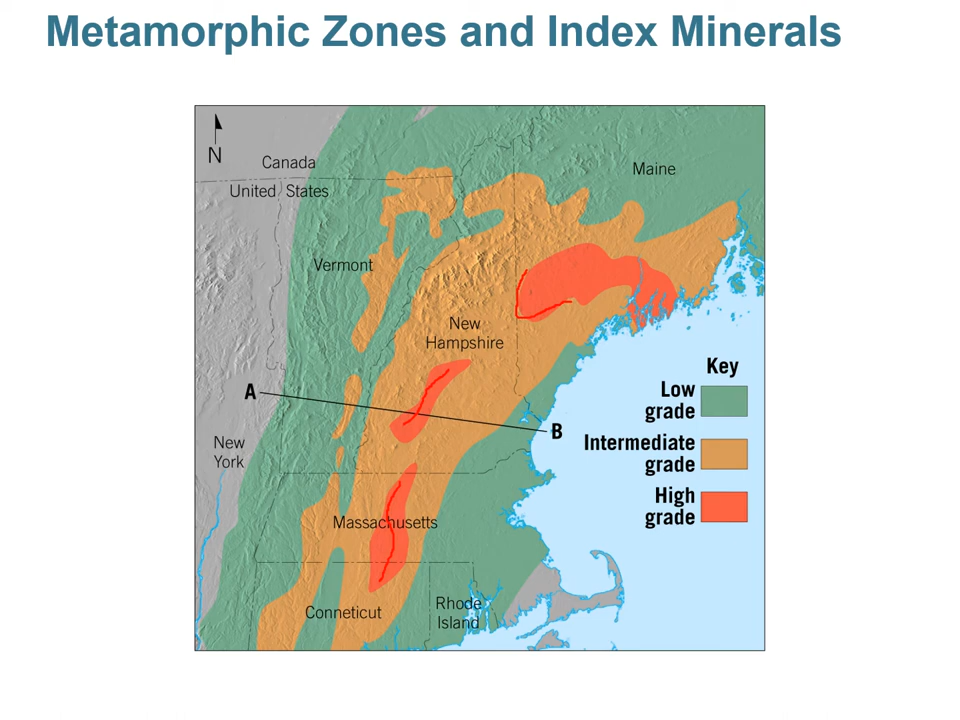 Metamorphic Zones and Index Minerals
N
Canada
United States
Maine
Vermont
New
Hampshire
A
B
New
York
Massachusetts
Conneticut
Rhode
Island
Key
Low
grade
Intermediate
grade
High
grade